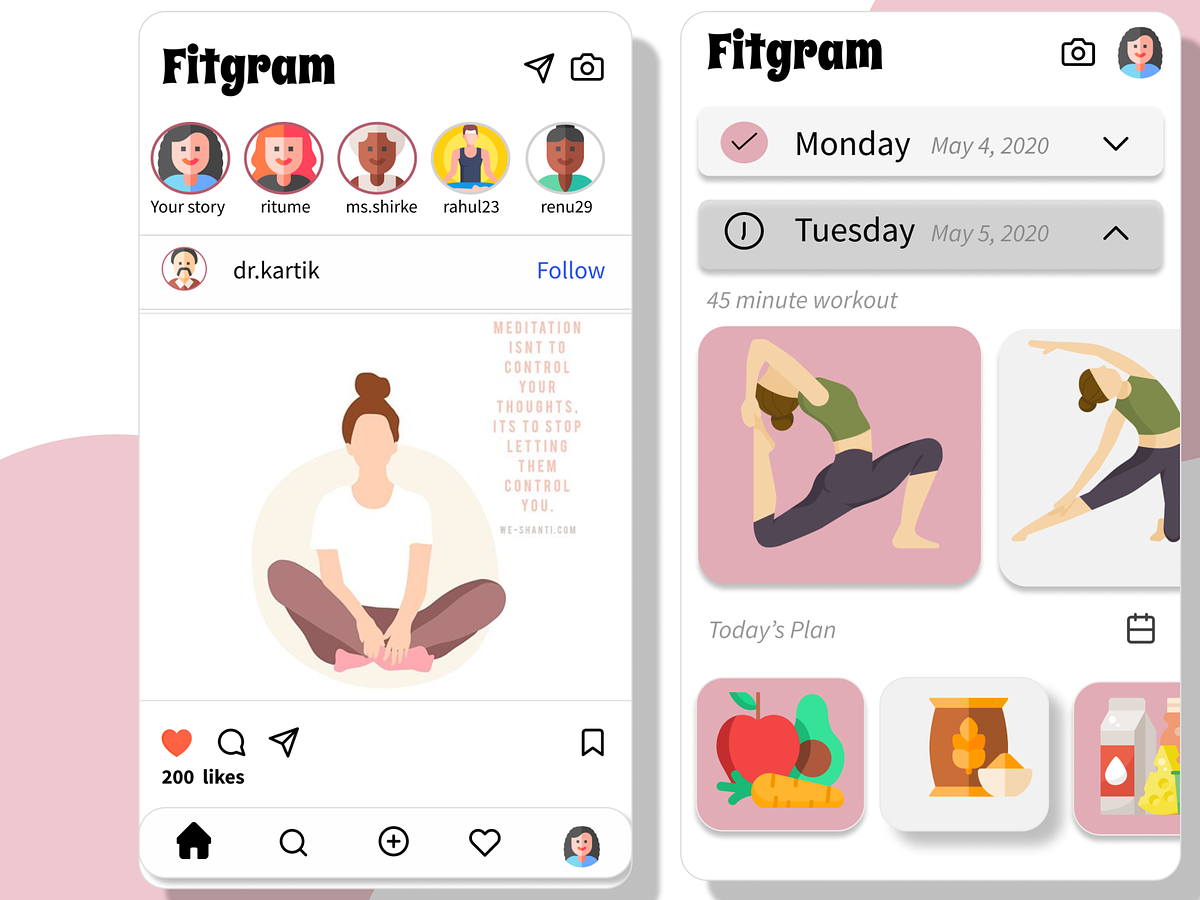 Fitgram
Your story
ritume
ms.shirke
rahul23
renu29
dr.kartik
Follow
MEDITATION
ISNT TO
CONTROL
YOUR
THOUGHTS,
ITS TO STOP
LETTING
THEM
CONTROL
YOU.
WE-SHANTI.COM
200 likes
Fitgram
Monday May 4, 2020
Tuesday May 5, 2020
45 minute workout
Today’s Plan